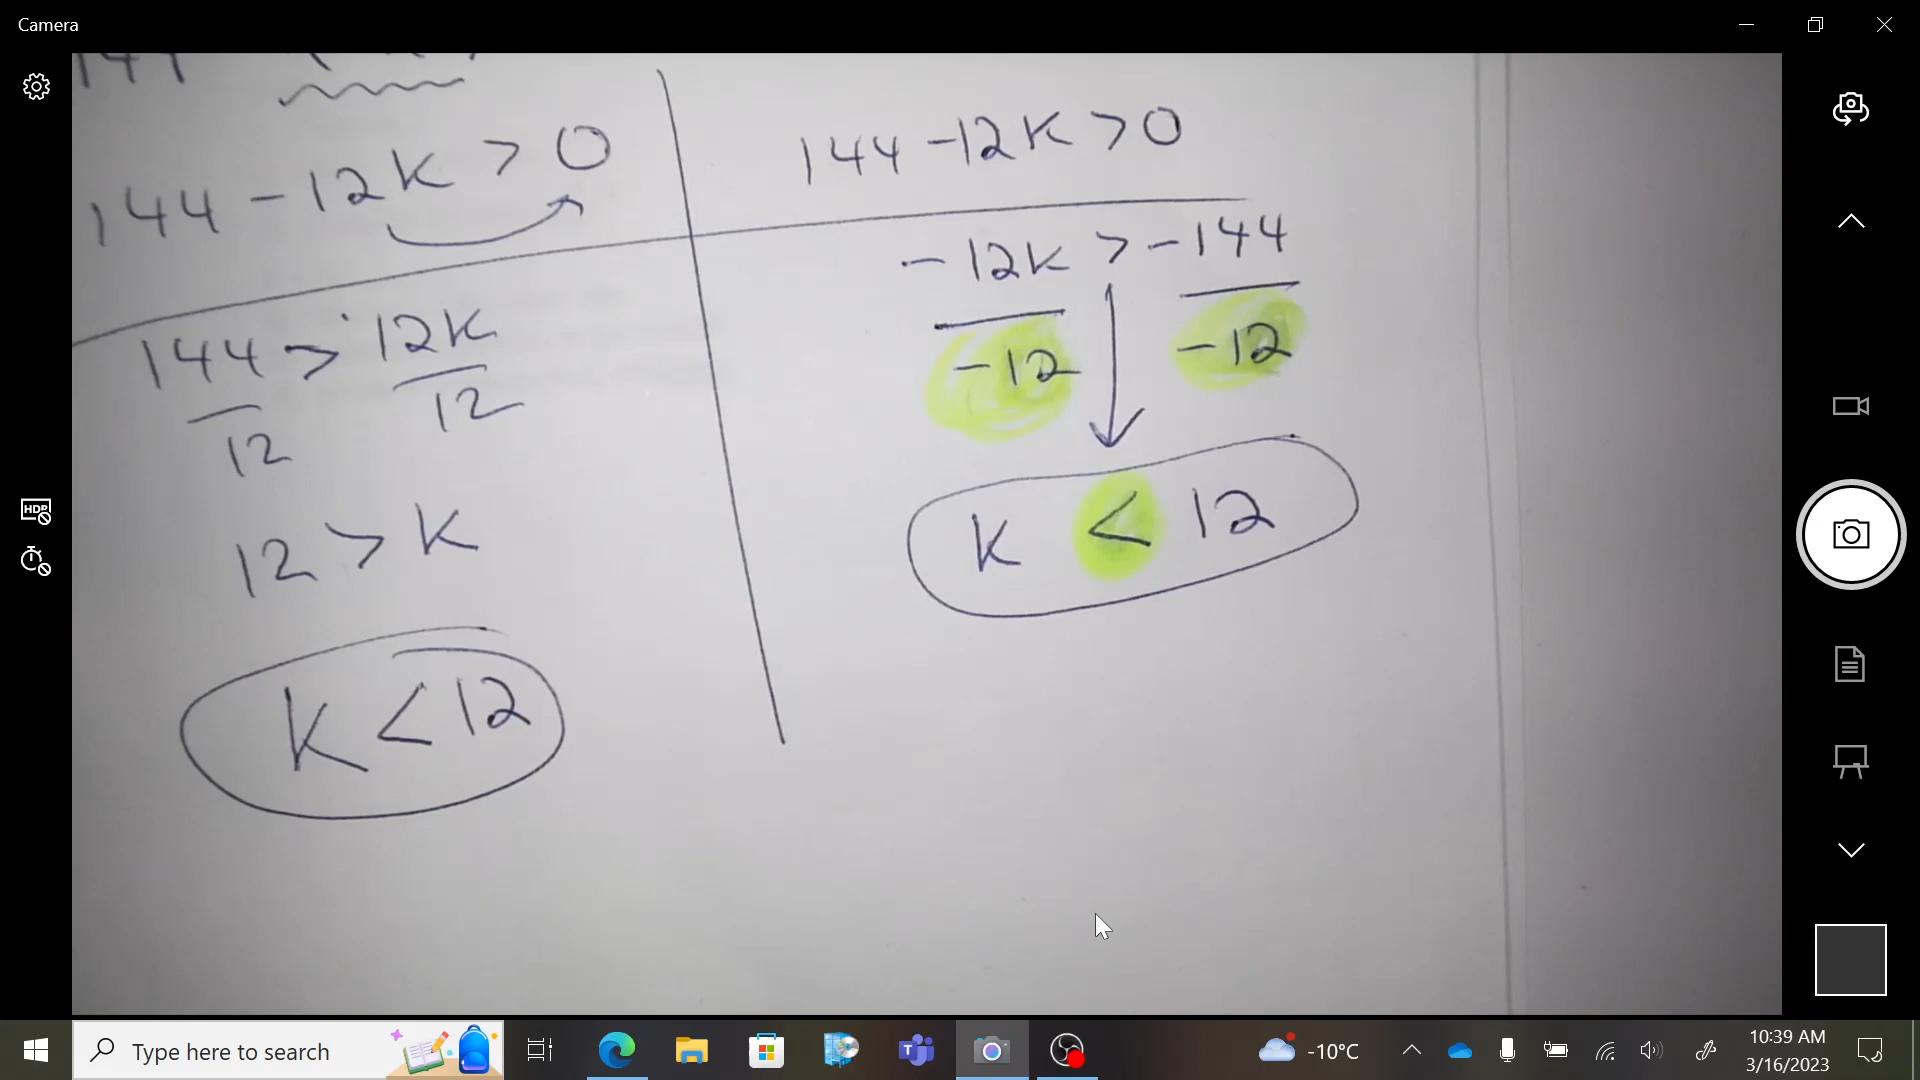 Camera
144 - 12k > 0
144 > 12k
12 12
12 > k
k < 12
144 - 12k > 0
- 12k > - 144
- 12 - 12
k < 12
HDR
Type here to search
-10°C
10:39 AM
3/16/2023